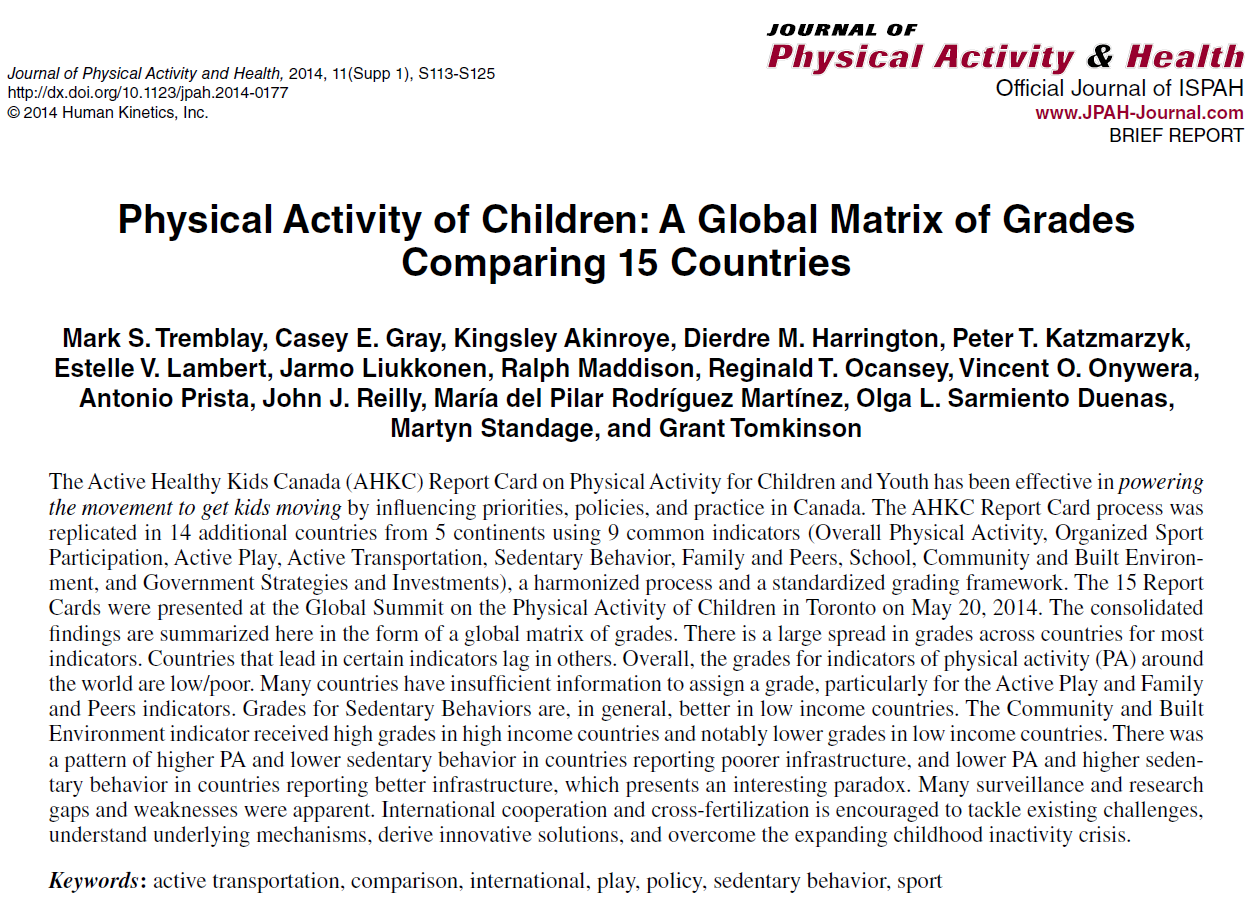 JOURNAL OF
Physical Activity & Health
Official Journal of ISPAH
www.JPAH-Journal.com
BRIEF REPORT
Journal of Physical Activity and Health, 2014, 11(Supp 1), S113-S125
http://dx.doi.org/10.1123/jpah.2014-0177
© 2014 Human Kinetics, Inc.
Physical Activity of Children: A Global Matrix of Grades
Comparing 15 Countries
Mark S. Tremblay, Casey E. Gray, Kingsley Akinroye, Dierdre M. Harrington, Peter T. Katzmarzyk,
Estelle V. Lambert, Jarmo Liukkonen, Ralph Maddison, Reginald T. Ocansey, Vincent O. Onywera,
Antonio Prista, John J. Reilly, María del Pilar Rodríguez Martínez, Olga L. Sarmiento Duenas,
Martyn Standage, and Grant Tomkinson
The Active Healthy Kids Canada (AHKC) Report Card on Physical Activity for Children and Youth has been effective in powering
the movement to get kids moving by influencing priorities, policies, and practice in Canada. The AHKC Report Card process was
replicated in 14 additional countries from 5 continents using 9 common indicators (Overall Physical Activity, Organized Sport
Participation, Active Play, Active Transportation, Sedentary Behavior, Family and Peers, School, Community and Built Environ-
ment, and Government Strategies and Investments), a harmonized process and a standardized grading framework. The 15 Report
Cards were presented at the Global Summit on the Physical Activity of Children in Toronto on May 20, 2014. The consolidated
findings are summarized here in the form of a global matrix of grades. There is a large spread in grades across countries for most
indicators. Countries that lead in certain indicators lag in others. Overall, the grades for indicators of physical activity (PA) around
the world are low/poor. Many countries have insufficient information to assign a grade, particularly for the Active Play and Family
and Peers indicators. Grades for Sedentary Behaviors are, in general, better in low income countries. The Community and Built
Environment indicator received high grades in high income countries and notably lower grades in low income countries. There was
a pattern of higher PA and lower sedentary behavior in countries reporting poorer infrastructure, and lower PA and higher seden-
tary behavior in countries reporting better infrastructure, which presents an interesting paradox. Many surveillance and research
gaps and weaknesses were apparent. International cooperation and cross-fertilization is encouraged to tackle existing challenges,
understand underlying mechanisms, derive innovative solutions, and overcome the expanding childhood inactivity crisis.
Keywords: active transportation, comparison, international, play, policy, sedentary behavior, sport